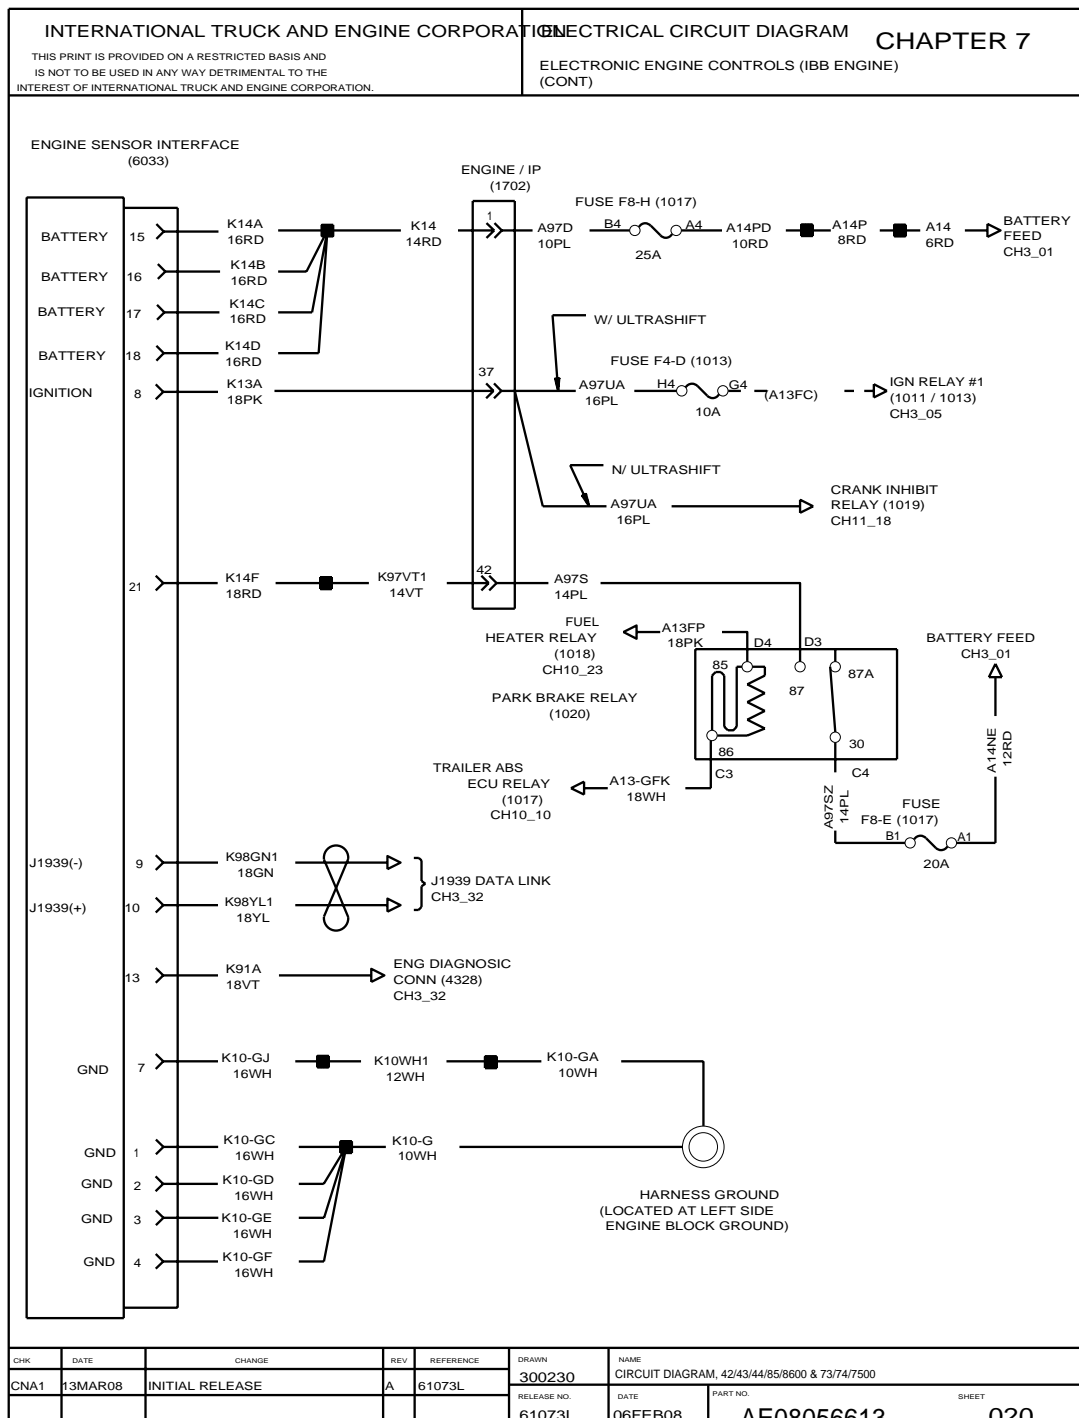 INTERNATIONAL TRUCK AND ENGINE CORPORATION
THIS PRINT IS PROVIDED ON A RESTRICTED BASIS AND
IS NOT TO BE USED IN ANY WAY DETRIMENTAL TO THE
INTEREST OF INTERNATIONAL TRUCK AND ENGINE CORPORATION.
ELECTRICAL CIRCUIT DIAGRAM
CHAPTER 7
ELECTRONIC ENGINE CONTROLS (IBB ENGINE)
(CONT)
ENGINE SENSOR INTERFACE
(6033)
ENGINE / IP
(1702)
FUSE F8-H (1017)
BATTERY 15 K14A
16RD
K14
14RD
1
A97D
10PL
B4 A4
25A
A14PD
10RD
A14P
8RD
A14
6RD
BATTERY
FEED
CH3_01
BATTERY 16 K14B
16RD
BATTERY 17 K14C
16RD
W/ ULTRASHIFT
BATTERY 18 K14D
16RD
FUSE F4-D (1013)
IGNITION 8 K13A
18PK
37
A97UA
16PL
H4 G4
10A
(A13FC)
IGN RELAY #1
(1011 / 1013)
CH3_05
N/ ULTRASHIFT
A97UA
16PL
CRANK INHIBIT
RELAY (1019)
CH11_18
21 K14F
18RD
K97VT1
14VT
42
A97S
14PL
FUEL
HEATER RELAY
(1018)
CH10_23
A13FP
18PK
D4 D3
BATTERY FEED
CH3_01
85
87
87A
PARK BRAKE RELAY
(1020)
86
30
C3
C4
A14NE
12RD
TRAILER ABS
ECU RELAY
(1017)
CH10_10
A13-GFK
18WH
A97SZ
14PL
FUSE
F8-E (1017)
B1 A1
20A
J1939(-) 9 K98GN1
18GN
J1939 DATA LINK
CH3_32
J1939(+) 10 K98YL1
18YL
13 K91A
18VT
ENG DIAGNOSIC
CONN (4328)
CH3_32
GND 7 K10-GJ
16WH
K10WH1
12WH
K10-GA
10WH
GND 1 K10-GC
16WH
K10-G
10WH
GND 2 K10-GD
16WH
GND 3 K10-GE
16WH
GND 4 K10-GF
16WH
HARNESS GROUND
(LOCATED AT LEFT SIDE
ENGINE BLOCK GROUND)
CHK DATE CHANGE REV REFERENCE
CNA1 13MAR08 INITIAL RELEASE A 61073L
DRAWN
300230
NAME
CIRCUIT DIAGRAM, 42/43/44/85/8600 & 73/74/7500
RELEASE NO.
61073L
DATE
06FEB08
PART NO.
AE08056613
SHEET
020